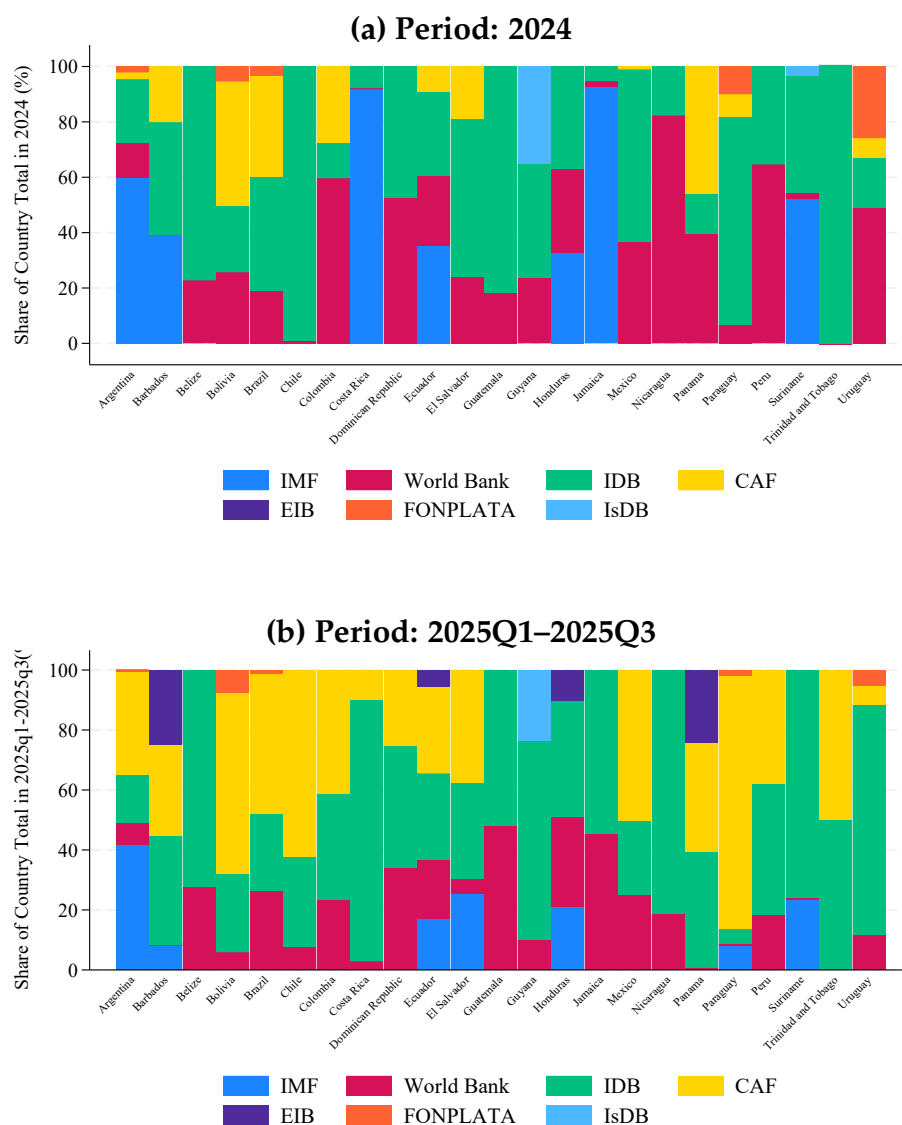 (a) Period: 2024
Share of Country Total in 2024 (%)
100
80
60
40
20
0
Argentina
Barbados
Belize
Bolivia
Brazil
Chile
Colombia
Costa Rica
Dominican Republic
Ecuador
El Salvador
Guatemala
Guyana
Honduras
Jamaica
Mexico
Nicaragua
Panama
Paraguay
Peru
Suriname
Trinidad and Tobago
Uruguay
IMF World Bank IDB CAF
EIB FONPLATA IsDB
(b) Period: 2025Q1–2025Q3
Share of Country Total in 2025q1-2025q3(
100
80
60
40
20
0
Argentina
Barbados
Belize
Bolivia
Brazil
Chile
Colombia
Costa Rica
Dominican Republic
Ecuador
El Salvador
Guatemala
Guyana
Honduras
Jamaica
Mexico
Nicaragua
Panama
Paraguay
Peru
Suriname
Trinidad and Tobago
Uruguay
IMF World Bank IDB CAF
EIB FONPLATA IsDB